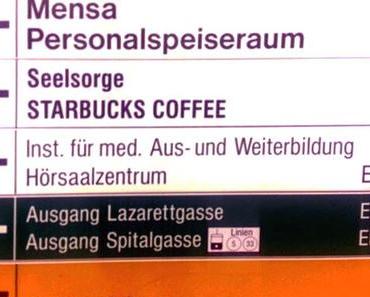 Mensa
Personalspeiseraum
Seelsorge
STARBUCKS COFFEE
Inst. für med. Aus- und Weiterbildung
Hörsaalzentrum E
Ausgang Lazarettgasse E
Ausgang Spitalgasse Linien 5 33 E